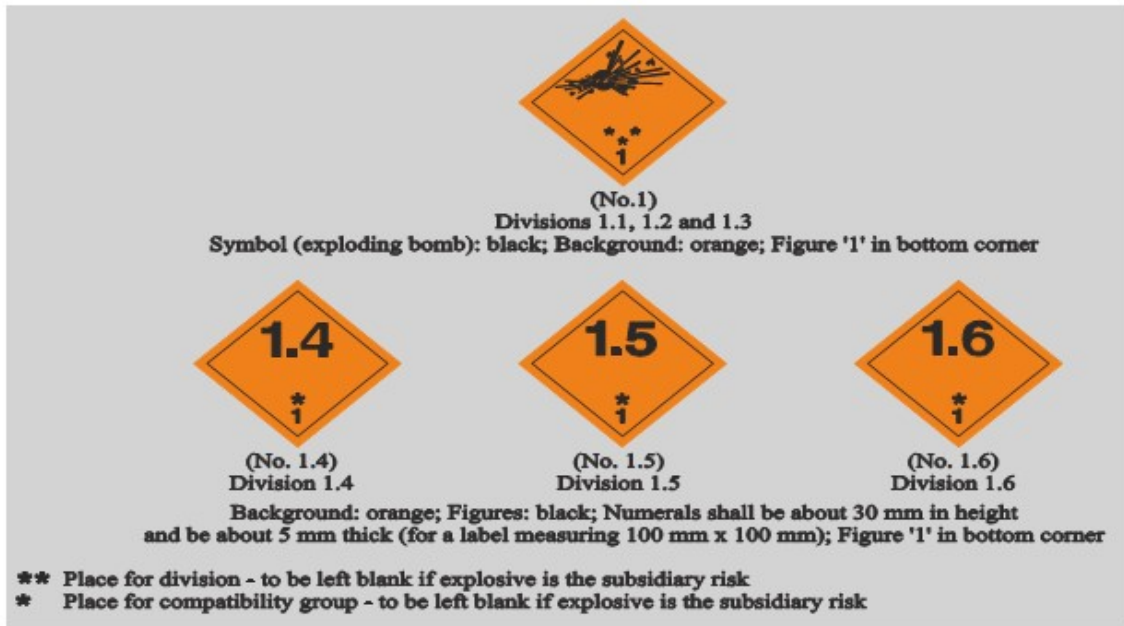 * *
*
1
(No.1)
Divisions 1.1, 1.2 and 1.3
Symbol (exploding bomb): black; Background: orange; Figure '1' in bottom corner
1.4 1.5 1.6
* * *
1 1 1
(No. 1.4) (No. 1.5) (No. 1.6)
Division 1.4 Division 1.5 Division 1.6
Background: orange; Figures: black; Numerals shall be about 30 mm in height
and be about 5 mm thick (for a label measuring 100 mm x 100 mm); Figure '1' in bottom corner
** Place for division - to be left blank if explosive is the subsidiary risk
* Place for compatibility group - to be left blank if explosive is the subsidiary risk